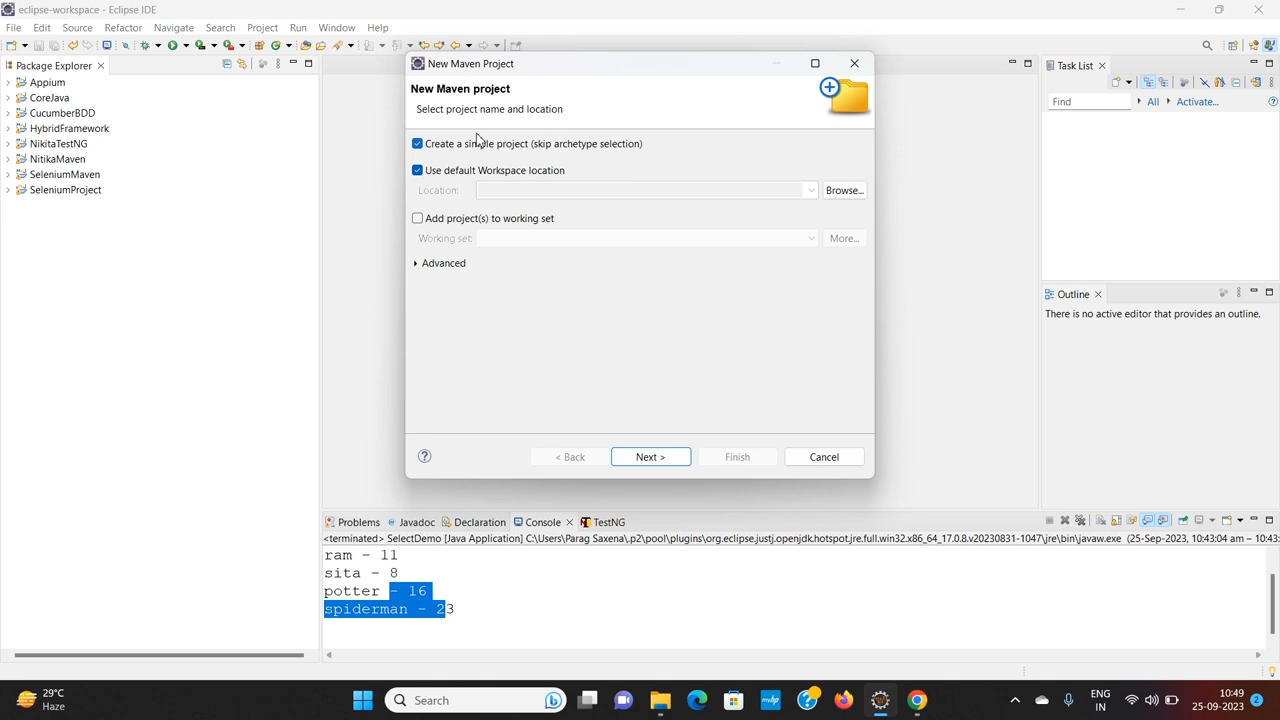 eclipse-workspace - Eclipse IDE
File Edit Source Refactor Navigate Search Project Run Window Help
Package Explorer
Appium
CoreJava
CucumberBDD
HybridFramework
NikitaTestNG
NitikaMaven
SeleniumMaven
SeleniumProject
New Maven Project
New Maven project
Select project name and location
Create a simple project (skip archetype selection)
Use default Workspace location
Location: Browse...
Add project(s) to working set
Working set: More...
Advanced
< Back Next > Finish Cancel
Task List
Find All Activate...
Outline
There is no active editor that provides an outline.
Problems Javadoc Declaration Console TestNG
<terminated> SelectDemo [Java Application] C:\Users\Parag Saxena\.p2\pool\plugins\org.eclipse.justj.openjdk.hotspot.jre.full.win32.x86_64_17.0.8.v20230831-1047\jre\bin\javaw.exe (25-Sep-2023, 10:43:04 am – 10:43:
ram - 11
sita - 8
potter - 16
spiderman - 23
29°C
Haze
Search
ENG
IN
10:49
25-09-2023
2